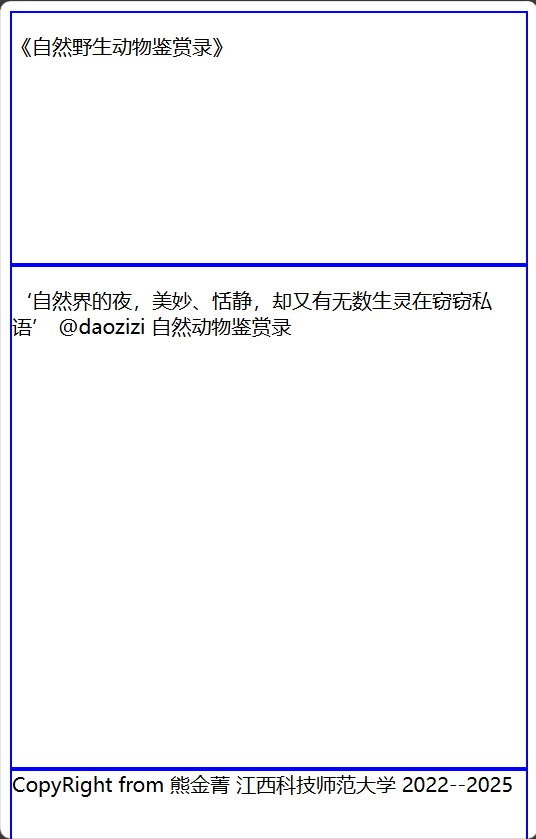 《自然野生动物鉴赏录》
‘自然界的夜，美妙、恬静，却又有无数生灵在窃窃私
语’ @daozizi 自然动物鉴赏录
CopyRight from 熊金菁 江西科技师范大学 2022--2025